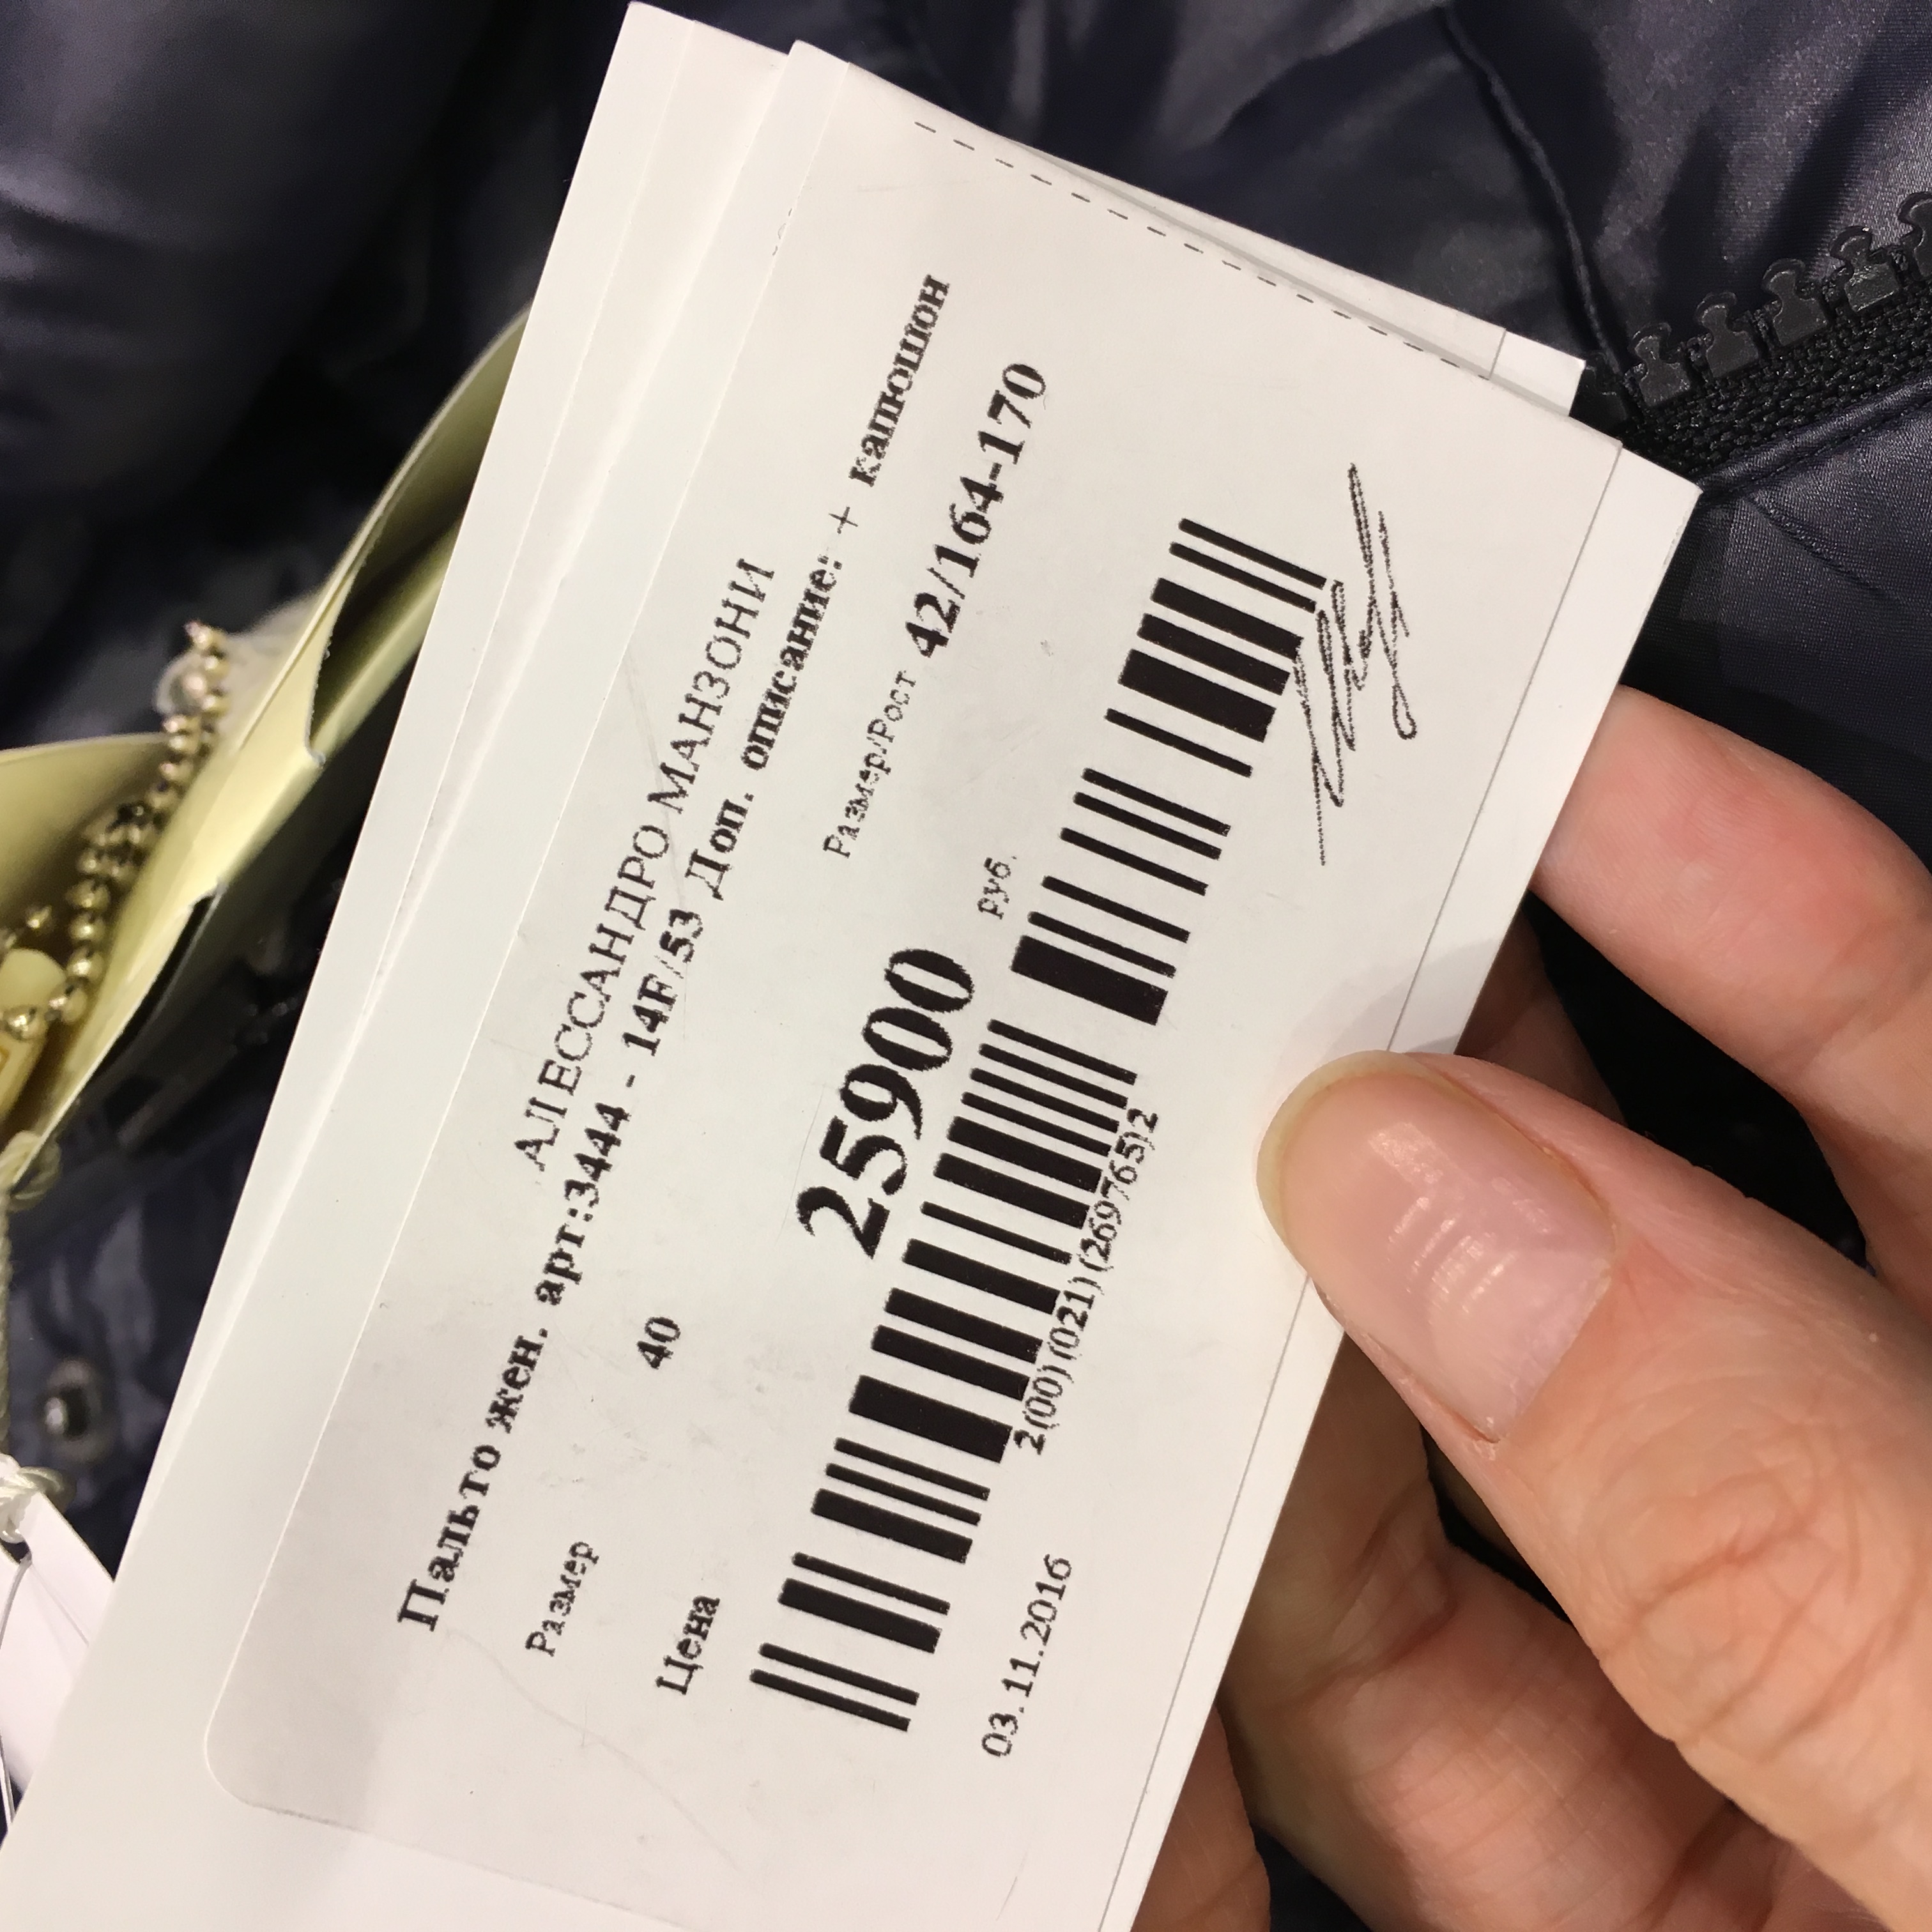 АЛЕССАНДРО МАНЗОНИ
Пальто жен. арт:3444 - 14F/53 Доп. описание: + капюшон
Размер 40 Размер/Рост 42/164-170
Цена 25900 руб.
2(00)(021)(269765)2
03.11.2016